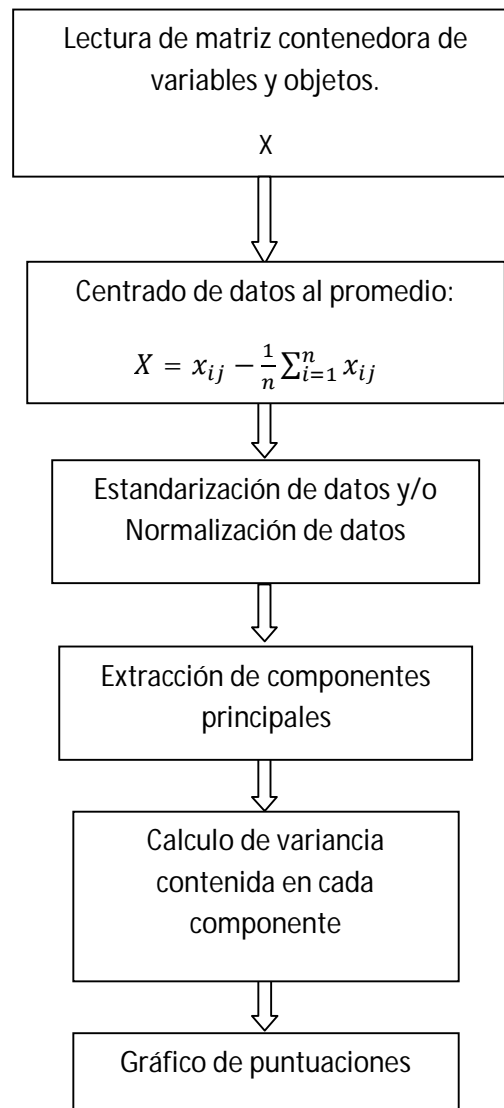 Lectura de matriz contenedora de
variables y objetos.
X
Centrado de datos al promedio:
$X = x_{ij} - \frac{1}{n} \sum_{i=1}^{n} x_{ij}$
Estandarización de datos y/o
Normalización de datos
Extracción de componentes
principales
Calculo de variancia
contenida en cada
componente
Gráfico de puntuaciones